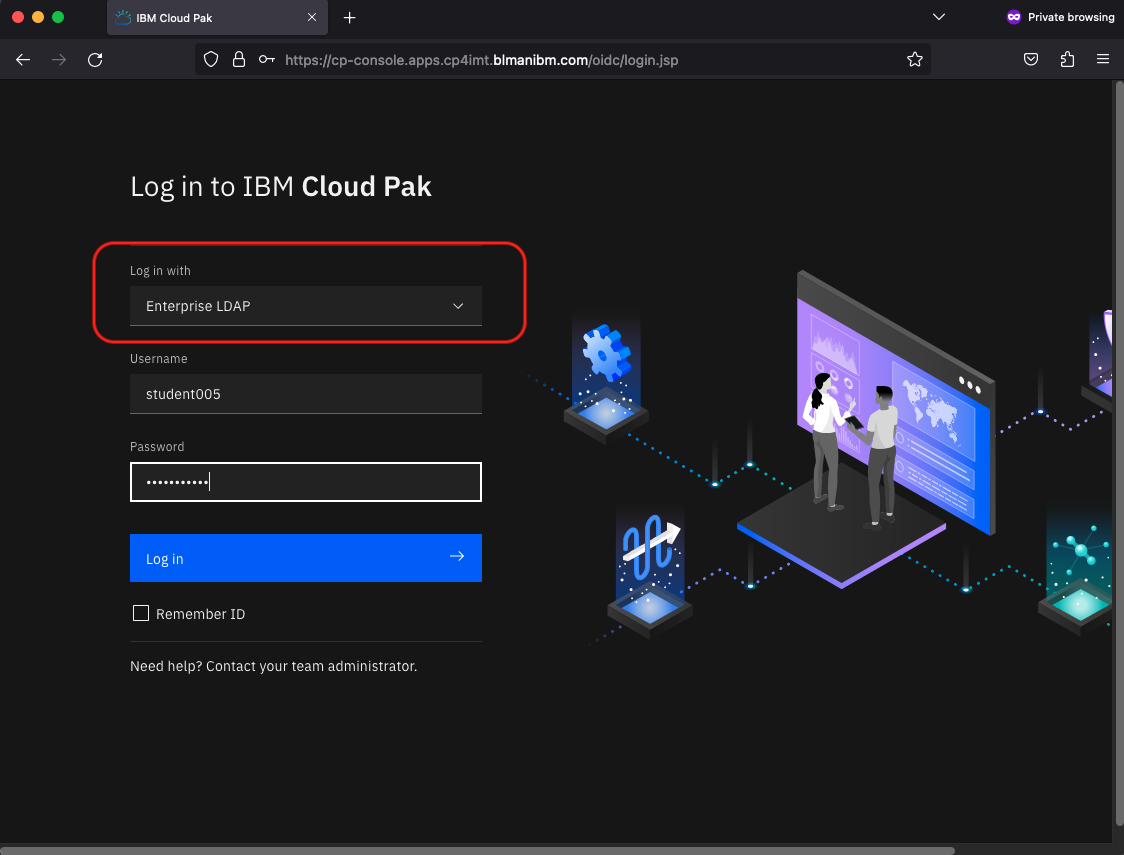 IBM Cloud Pak
Private browsing
https://cp-console.apps.cp4imt.blmanibm.com/oidc/login.jsp
Log in to IBM Cloud Pak
Log in with
Enterprise LDAP
Username
student005
Password
•••••••••••
Log in
Remember ID
Need help? Contact your team administrator.